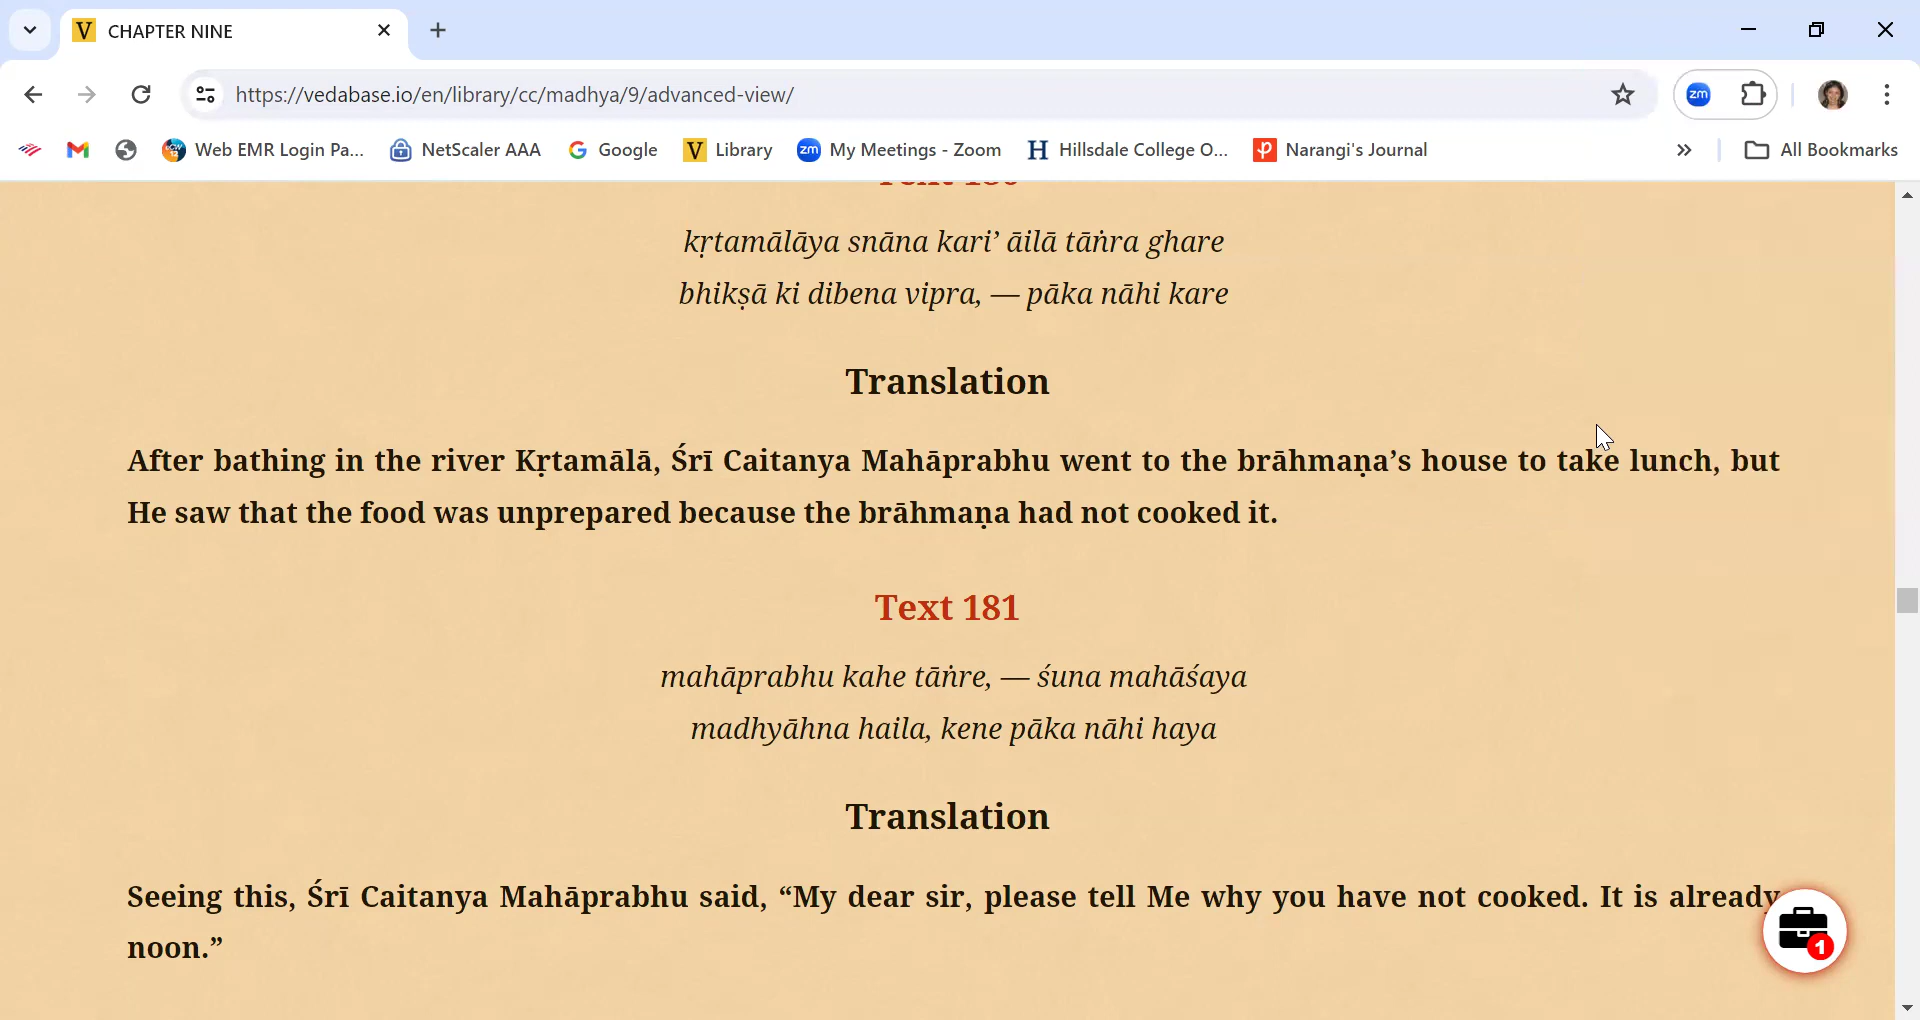 CHAPTER NINE
https://vedabase.io/en/library/cc/madhya/9/advanced-view/
zm
Web EMR Login Pa...
NetScaler AAA
Google
Library
My Meetings - Zoom
Hillsdale College O...
Narangi's Journal
All Bookmarks
kṛtamālāya snāna kari’ āilā tāṅra ghare
bhikṣā ki dibena vipra, — pāka nāhi kare
Translation
After bathing in the river Kṛtamālā, Śrī Caitanya Mahāprabhu went to the brāhmaṇa’s house to take lunch, but
He saw that the food was unprepared because the brāhmaṇa had not cooked it.
Text 181
mahāprabhu kahe tāṅre, — śuna mahāśaya
madhyāhna haila, kene pāka nāhi haya
Translation
Seeing this, Śrī Caitanya Mahāprabhu said, “My dear sir, please tell Me why you have not cooked. It is already
noon.”
1